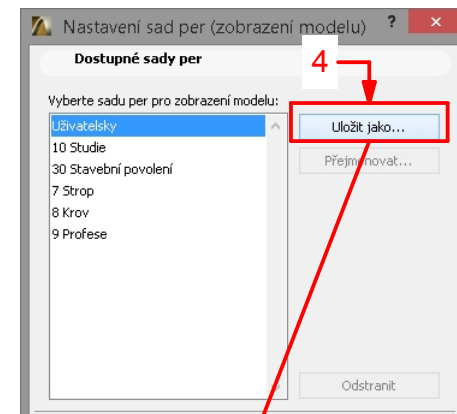 Nastavení sad per (zobrazení modelu) ?
Dostupné sady per
4
Vyberte sadu per pro zobrazení modelu:
Uživatelsky
Uložit jako...
10 Studie
Přejmenovat...
30 Stavební povolení
7 Strop
8 Krov
9 Profese
Odstranit